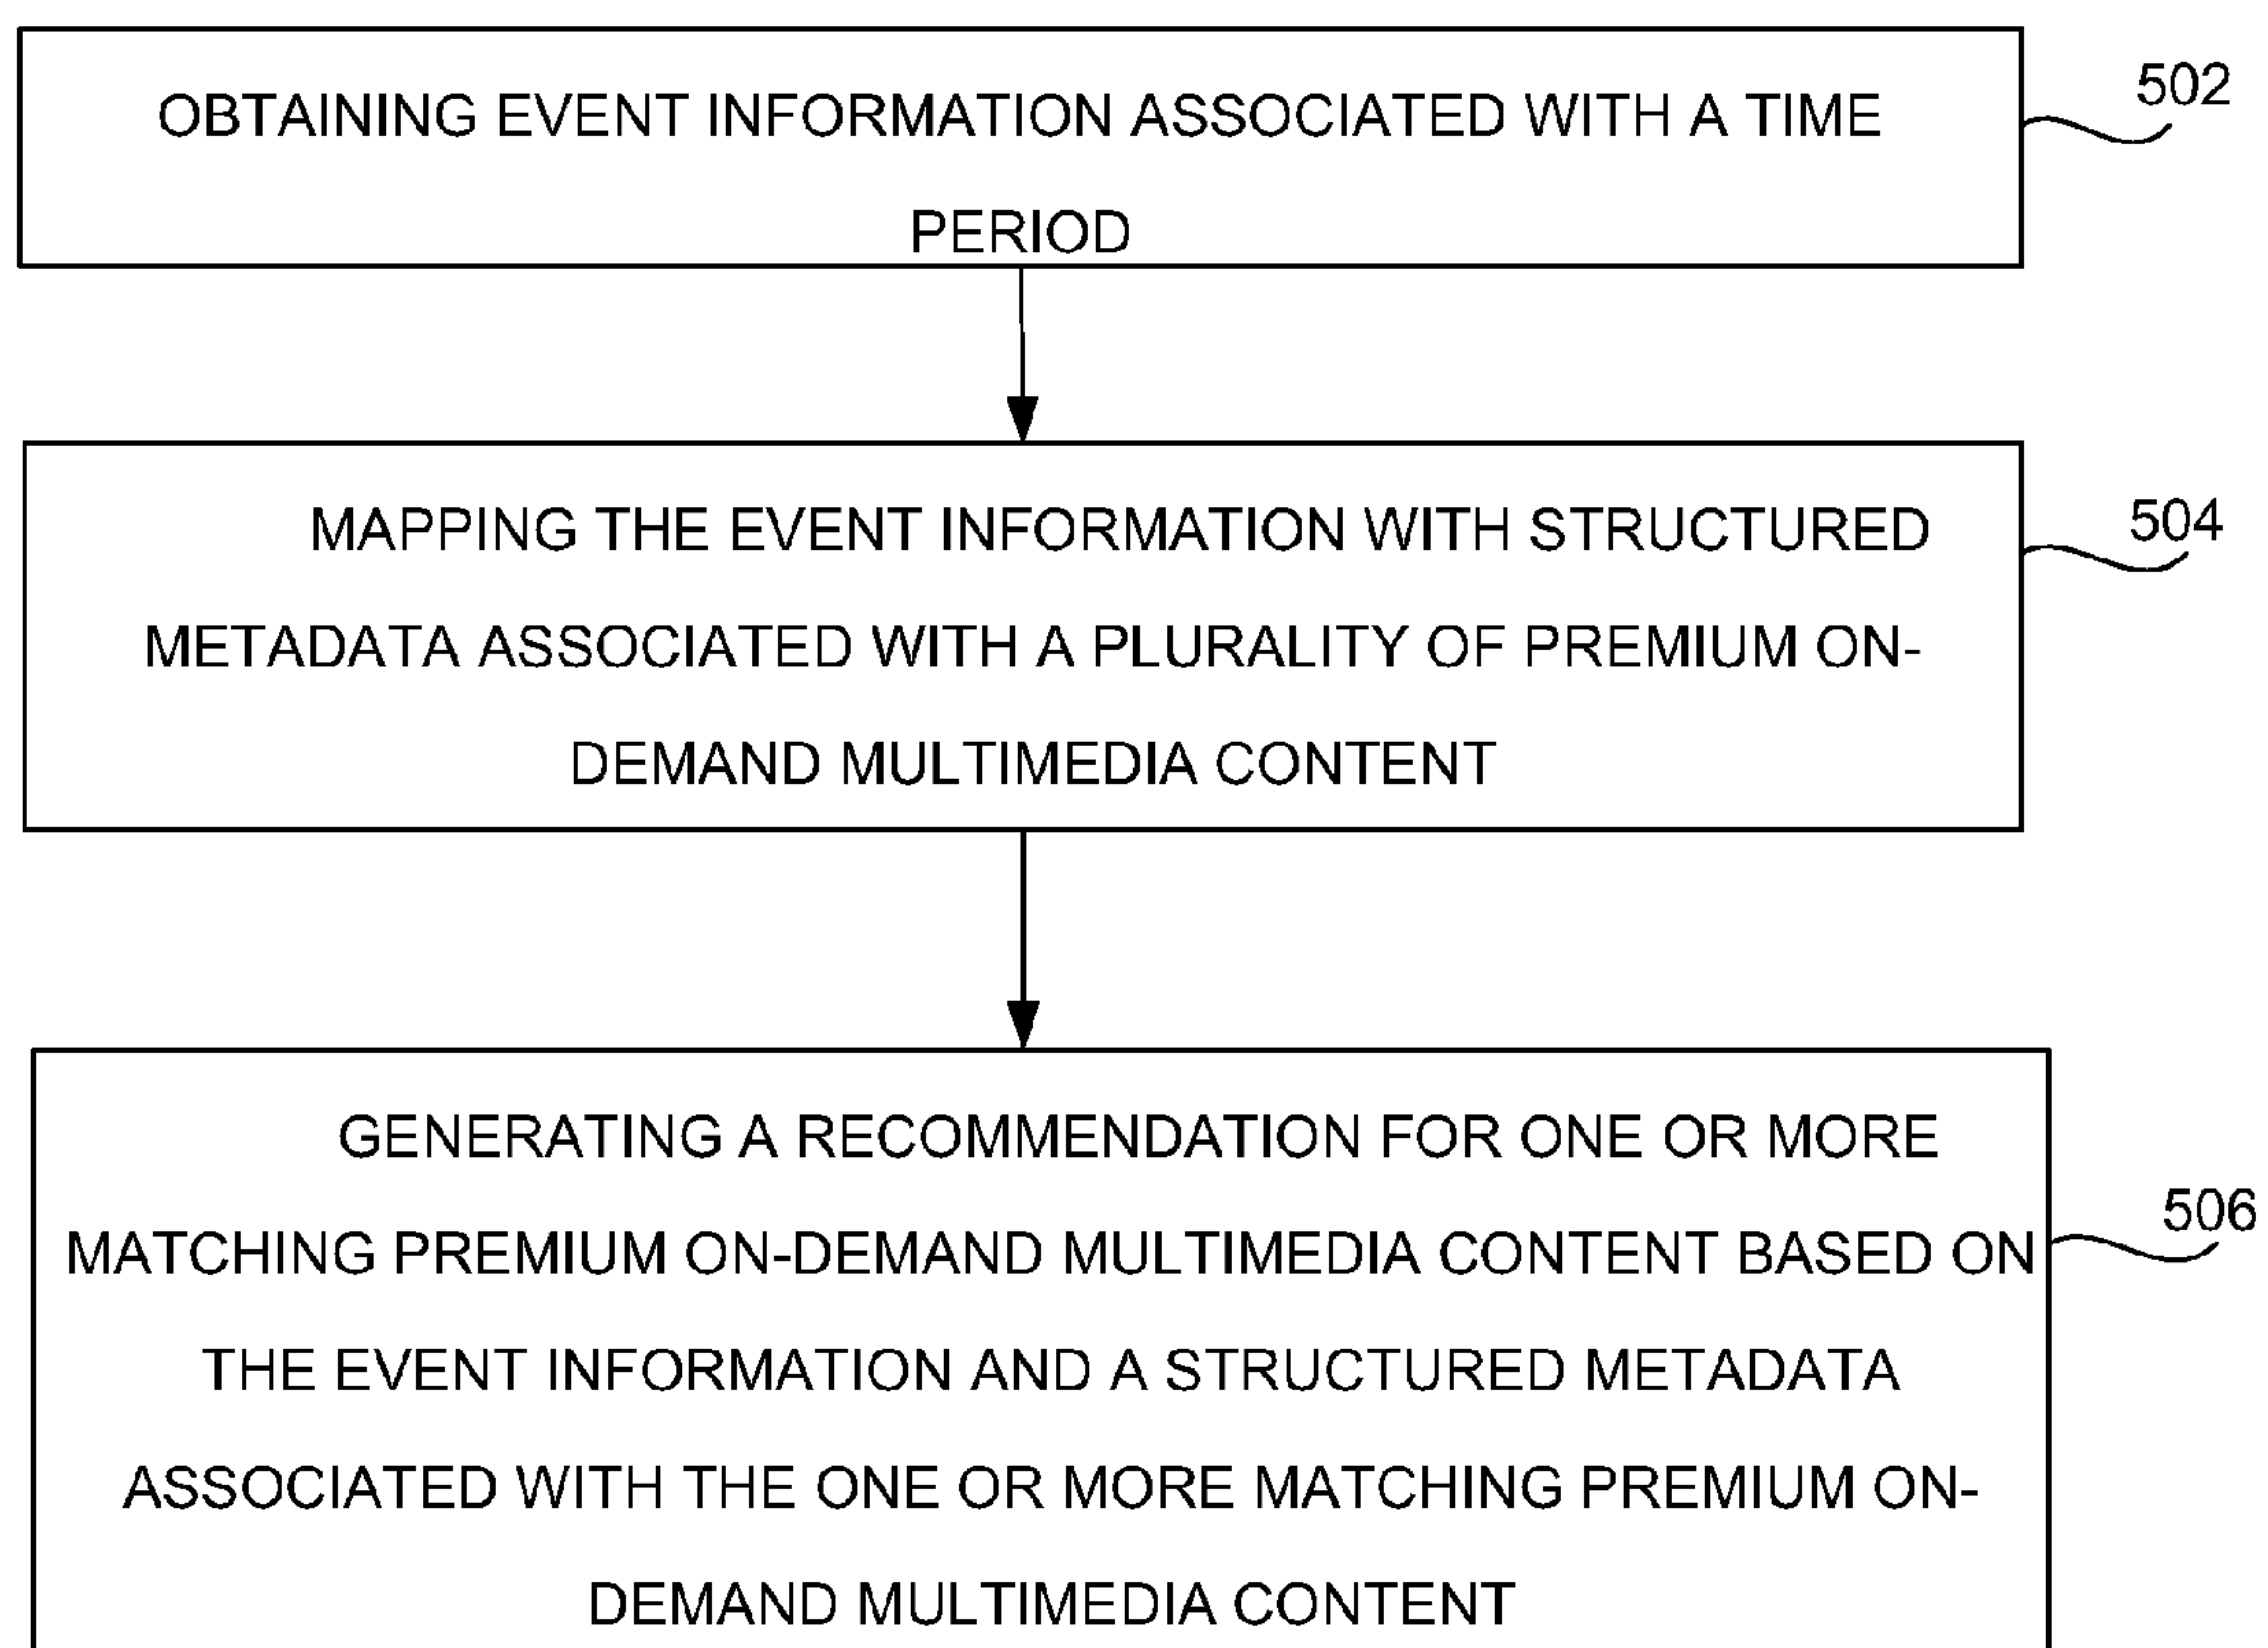 OBTAINING EVENT INFORMATION ASSOCIATED WITH A TIME
PERIOD
502
MAPPING THE EVENT INFORMATION WITH STRUCTURED
METADATA ASSOCIATED WITH A PLURALITY OF PREMIUM ON-
DEMAND MULTIMEDIA CONTENT
504
GENERATING A RECOMMENDATION FOR ONE OR MORE
MATCHING PREMIUM ON-DEMAND MULTIMEDIA CONTENT BASED ON
THE EVENT INFORMATION AND A STRUCTURED METADATA
ASSOCIATED WITH THE ONE OR MORE MATCHING PREMIUM ON-
DEMAND MULTIMEDIA CONTENT
506